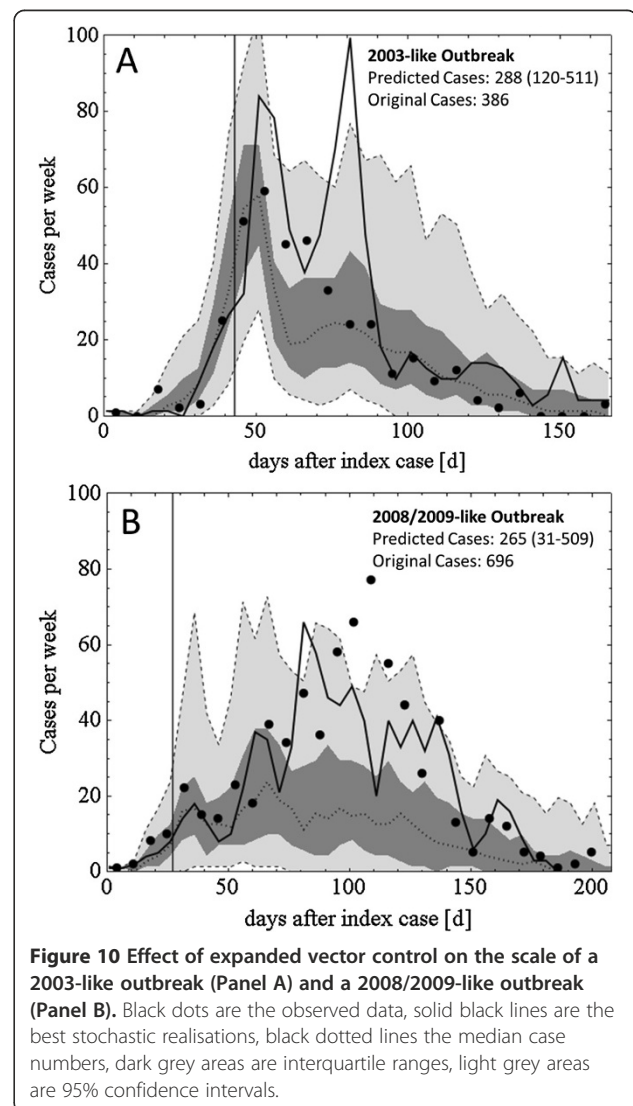 100
80
60
40
20
0
Cases per week
A
2003-like Outbreak
Predicted Cases: 288 (120-511)
Original Cases: 386
0 50 100 150
days after index case [d]
100
80
60
40
20
0
Cases per week
B
2008/2009-like Outbreak
Predicted Cases: 265 (31-509)
Original Cases: 696
0 50 100 150 200
days after index case [d]
Figure 10 Effect of expanded vector control on the scale of a
2003-like outbreak (Panel A) and a 2008/2009-like outbreak
(Panel B). Black dots are the observed data, solid black lines are the
best stochastic realisations, black dotted lines the median case
numbers, dark grey areas are interquartile ranges, light grey areas
are 95% confidence intervals.